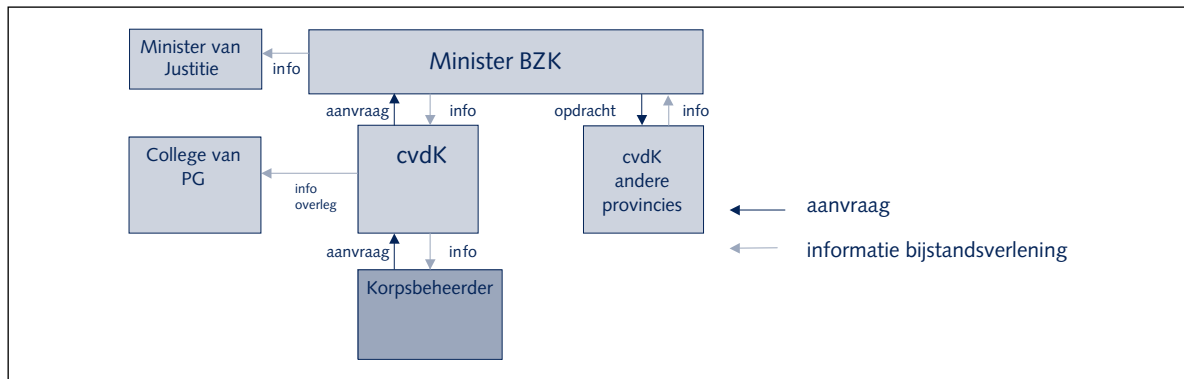 Minister van
Justitie
info
Minister BZK
aanvraag
info
opdracht
info
College van
PG
info
overleg
cvdK
cvdK
andere
provincies
aanvraag
informatie bijstandsverlening
aanvraag
info
Korpsbeheerder